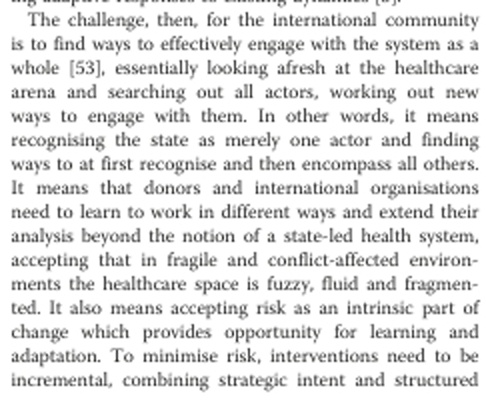 The challenge, then, for the international community
is to find ways to effectively engage with the system as a
whole [53], essentially looking afresh at the healthcare
arena and searching out all actors, working out new
ways to engage with them. In other words, it means
recognising the state as merely one actor and finding
ways to at first recognise and then encompass all others.
It means that donors and international organisations
need to learn to work in different ways and extend their
analysis beyond the notion of a state-led health system,
accepting that in fragile and conflict-affected environ-
ments the healthcare space is fuzzy, fluid and fragmen-
ted. It also means accepting risk as an intrinsic part of
change which provides opportunity for learning and
adaptation. To minimise risk, interventions need to be
incremental, combining strategic intent and structured